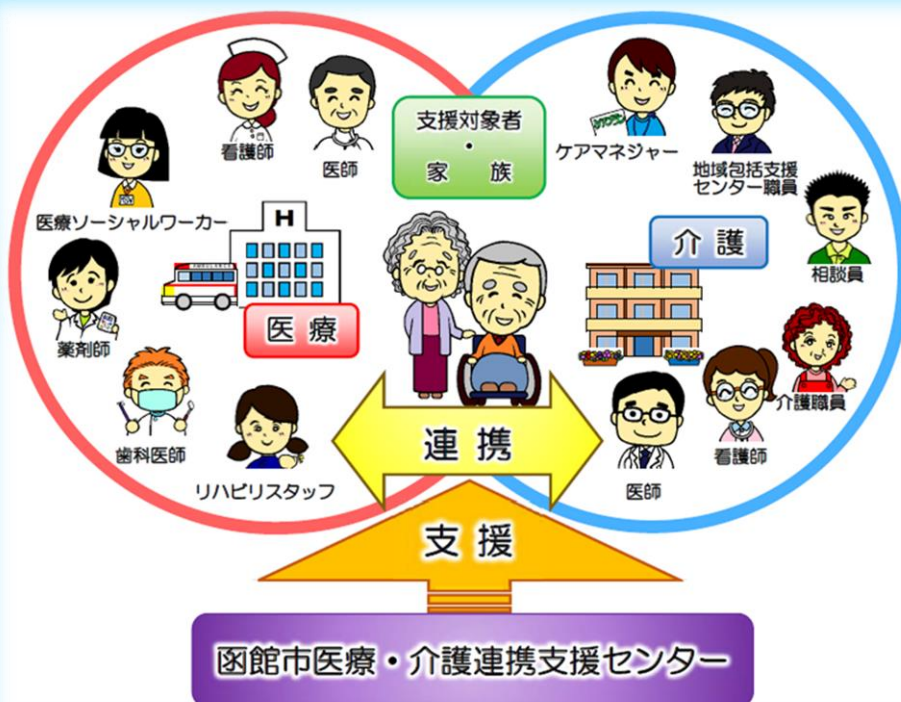 支援対象者
・
家 族
看護師
医師
医療ソーシャルワーカー
薬剤師
歯科医師
リハビリスタッフ
H
医 療
ケアマネジャー
地域包括支援
センター職員
相談員
介 護
介護職員
看護師
医師
連 携
支 援
函館市医療・介護連携支援センター